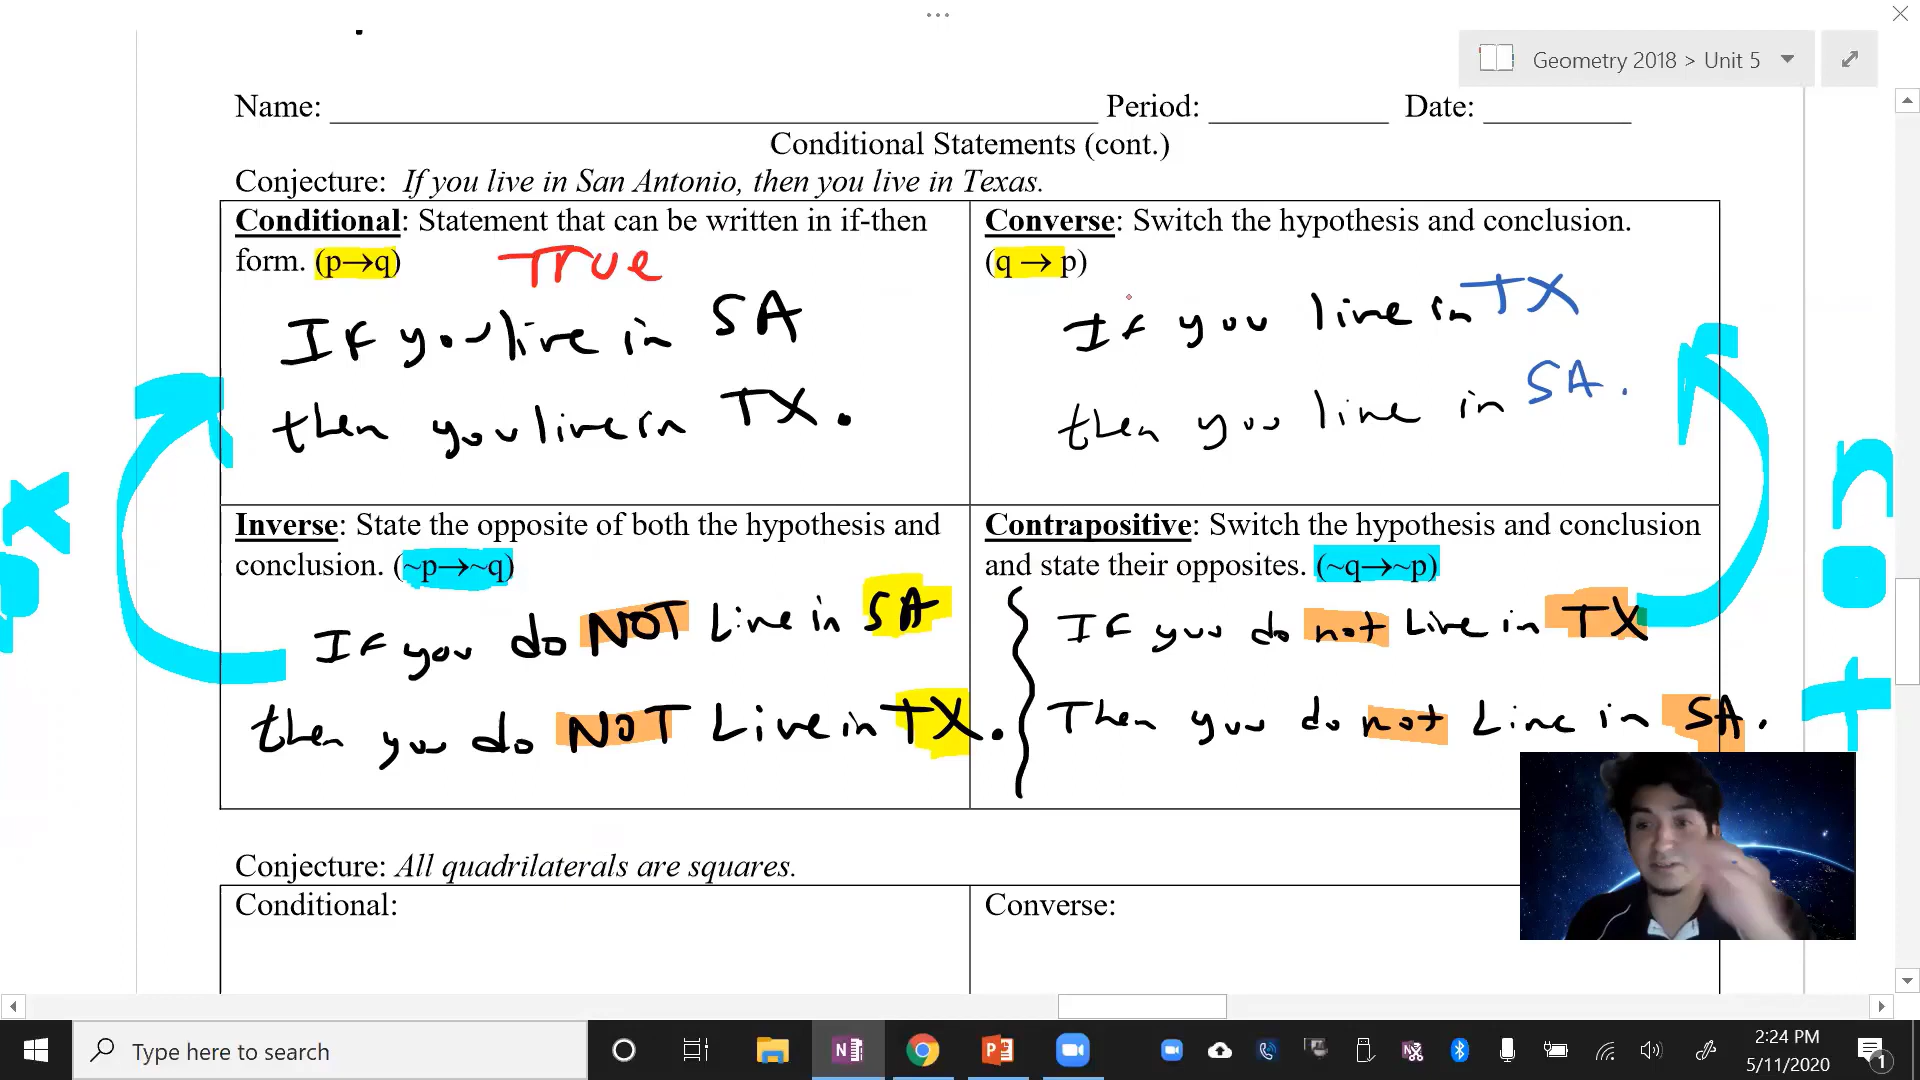 Geometry 2018 > Unit 5
Name: Period: Date:
Conditional Statements (cont.)
Conjecture: If you live in San Antonio, then you live in Texas.
Conditional: Statement that can be written in if-then
form. (p→q) TRUE
If you live in SA
then you live in TX.
Converse: Switch the hypothesis and conclusion.
(q → p)
If you live in TX
then you live in SA.
Inverse: State the opposite of both the hypothesis and
conclusion. (~p→~q)
If you do NOT Live in SA
then you do NOT Live in TX.
Contrapositive: Switch the hypothesis and conclusion
and state their opposites. (~q→~p)
If you do not Live in TX
Then you do not Live in SA.
Conjecture: All quadrilaterals are squares.
Conditional:
Converse:
Type here to search
2:24 PM
5/11/2020
1